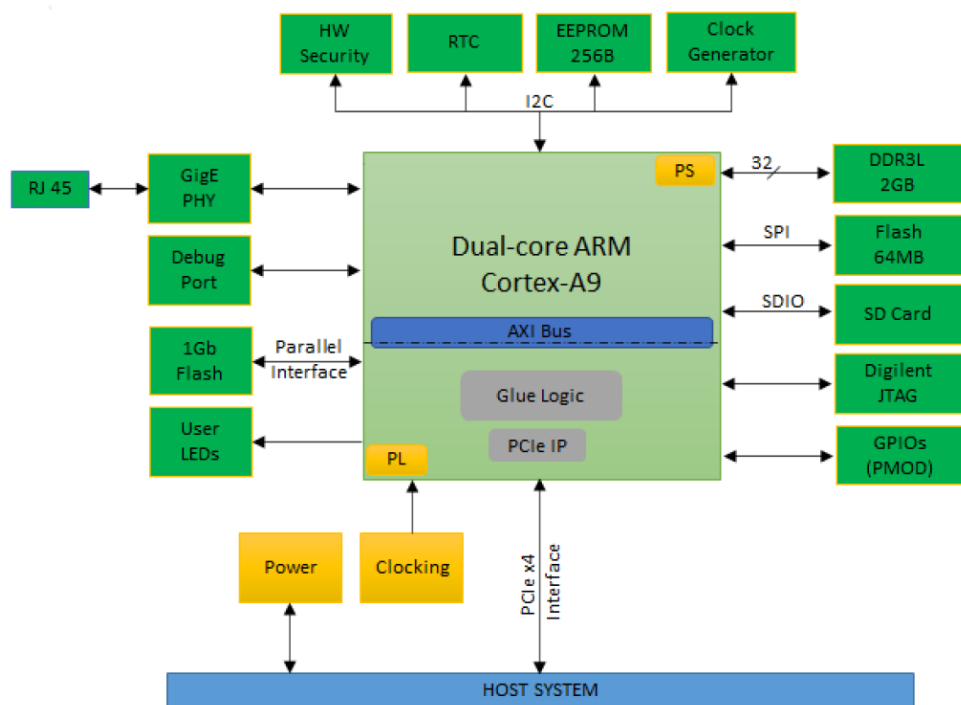 HW
Security
RTC
EEPROM
256B
Clock
Generator
I2C
RJ 45
GigE
PHY
PS
32
DDR3L
2GB
Debug
Port
Dual-core ARM
Cortex-A9
SPI
Flash
64MB
AXI Bus
SDIO
SD Card
1Gb
Flash
Parallel
Interface
Glue Logic
Digilent
JTAG
User
LEDs
PL
PCIe IP
GPIOs
(PMOD)
Power
Clocking
PCIe x4
Interface
HOST SYSTEM